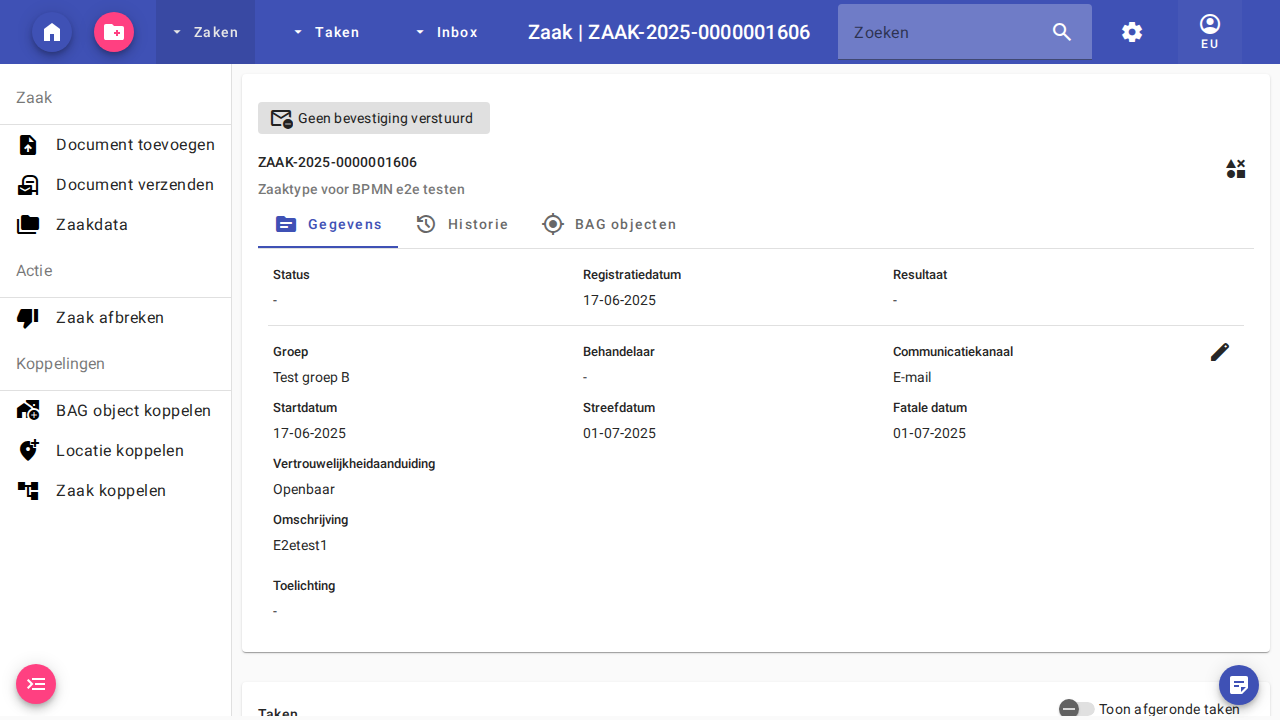 Zaken
Taken
Inbox
Zaak | ZAAK-2025-0000001606
Zoeken
EU
Zaak
Document toevoegen
Document verzenden
Zaakdata
Actie
Zaak afbreken
Koppelingen
BAG object koppelen
Locatie koppelen
Zaak koppelen
Geen bevestiging verstuurd
ZAAK-2025-0000001606
Zaaktype voor BPMN e2e testen
Gegevens
Historie
BAG objecten
Status
-
Registratiedatum
17-06-2025
Resultaat
-
Groep
Test groep B
Behandelaar
-
Communicatiekanaal
E-mail
Startdatum
17-06-2025
Streefdatum
01-07-2025
Fatale datum
01-07-2025
Vertrouwelijkheidaanduiding
Openbaar
Omschrijving
E2etest1
Toelichting
-
Taken
Toon afgeronde taken